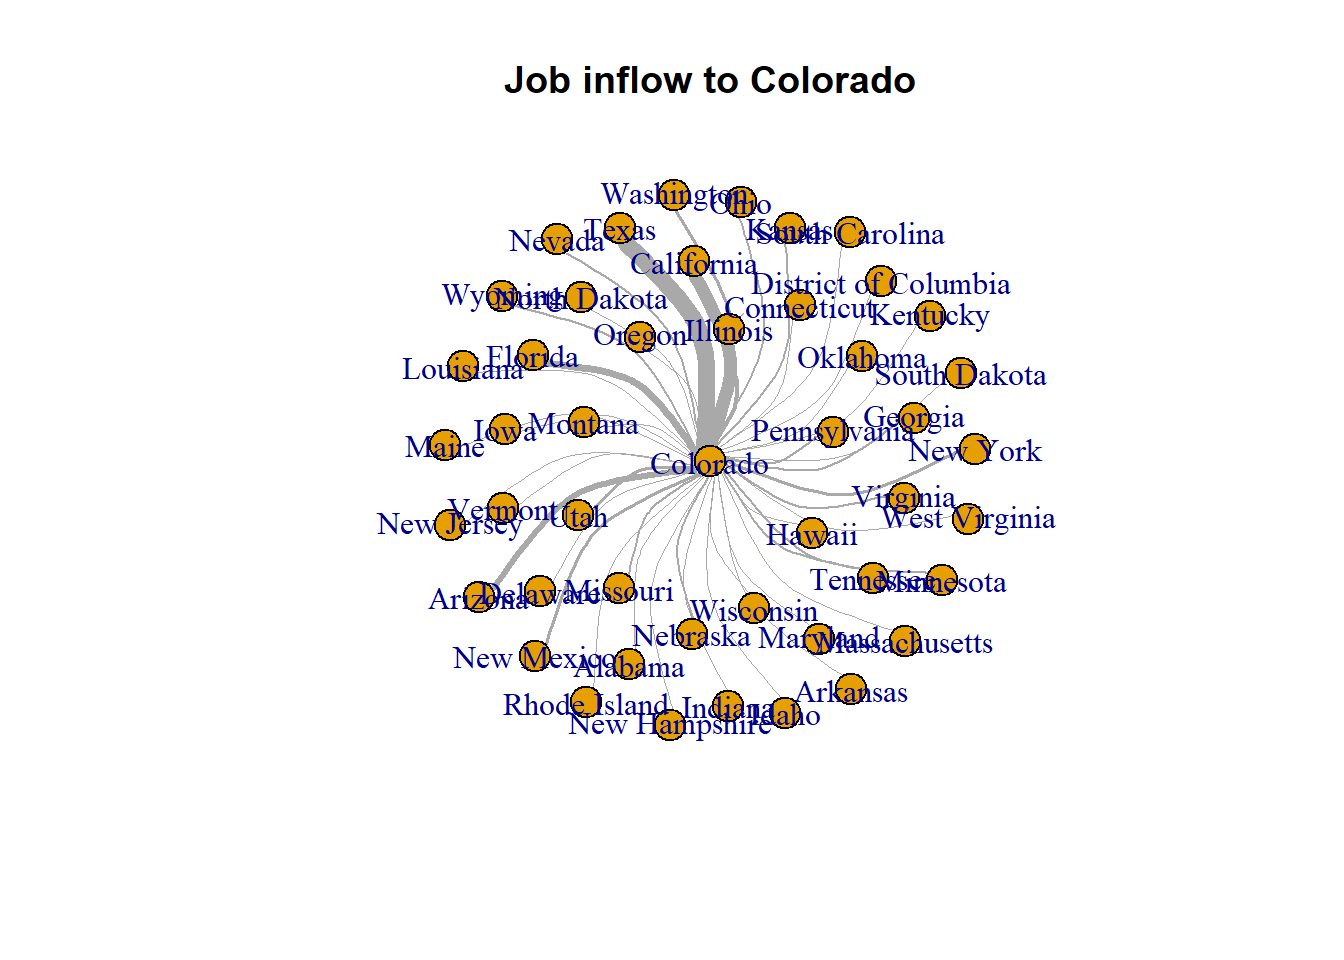 Job inflow to Colorado
Washington
Ohio
Texas
Kansas
South Carolina
Nevada
California
District of Columbia
Wyoming
North Dakota
Connecticut
Kentucky
Oregon
Illinois
Louisiana
Florida
Oklahoma
South Dakota
Georgia
Maine
Iowa
Montana
Pennsylvania
New York
Colorado
Virginia
West Virginia
New Jersey
Vermont
Utah
Hawaii
Tennessee
Minnesota
Arizona
Delaware
Missouri
Wisconsin
Nebraska
Maryland
Massachusetts
New Mexico
Alabama
Arkansas
Rhode Island
New Hampshire
Indiana
Idaho